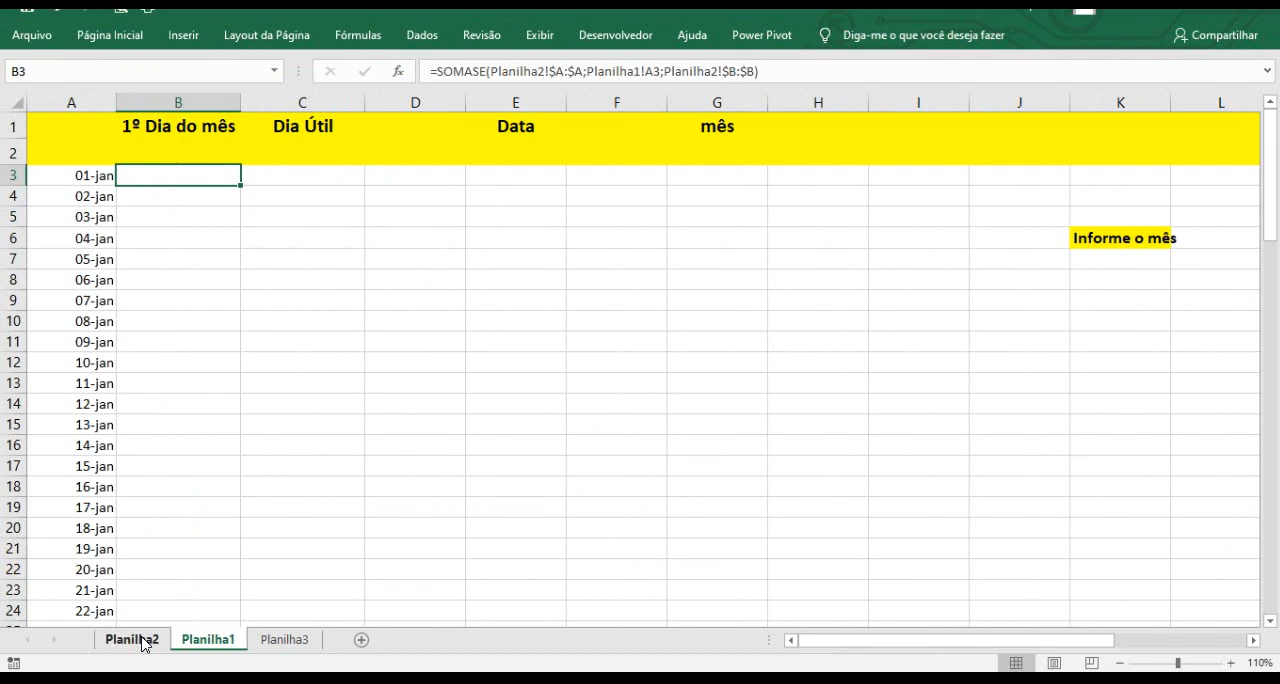 Arquivo Página Inicial Inserir Layout da Página Fórmulas Dados Revisão Exibir Desenvolvedor Ajuda Power Pivot Diga-me o que você deseja fazer Compartilhar
B3 fx =SOMASE(Planilha2!$A:$A;Planilha1!A3;Planilha2!$B:$B)
A B C D E F G H I J K L
1 1º Dia do mês Dia Útil Data mês
2
3 01-jan
4 02-jan
5 03-jan
6 04-jan Informe o mês
7 05-jan
8 06-jan
9 07-jan
10 08-jan
11 09-jan
12 10-jan
13 11-jan
14 12-jan
15 13-jan
16 14-jan
17 15-jan
18 16-jan
19 17-jan
20 18-jan
21 19-jan
22 20-jan
23 21-jan
24 22-jan
Planilha2 Planilha1 Planilha3
110%